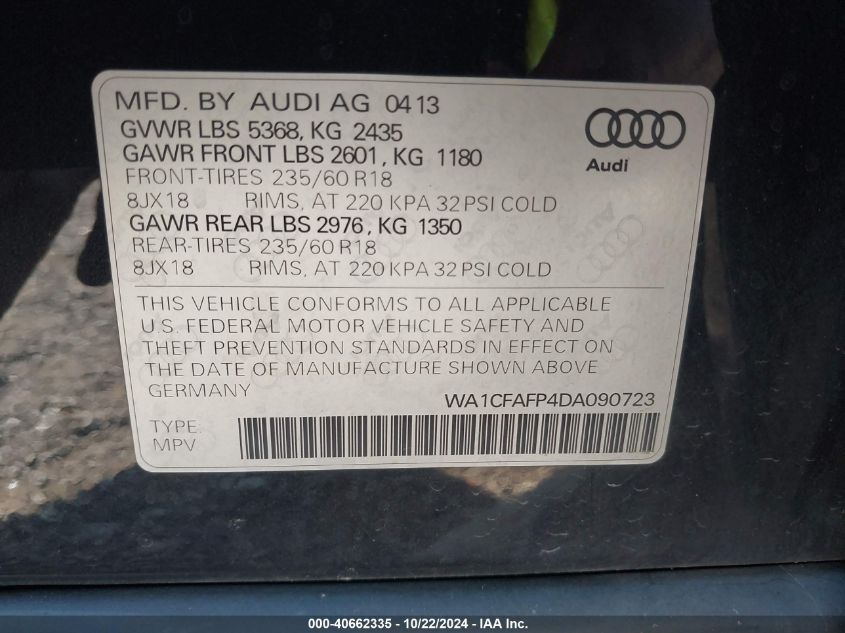 MFD. BY AUDI AG 0413
GVWR LBS 5368, KG 2435
GAWR FRONT LBS 2601, KG 1180
FRONT-TIRES 235/60 R18
8JX18 RIMS, AT 220 KPA 32 PSI COLD
GAWR REAR LBS 2976, KG 1350
REAR-TIRES 235/60 R18
8JX18 RIMS, AT 220 KPA 32 PSI COLD
Audi
THIS VEHICLE CONFORMS TO ALL APPLICABLE
U.S. FEDERAL MOTOR VEHICLE SAFETY AND
THEFT PREVENTION STANDARDS IN EFFECT ON
THE DATE OF MANUFACTURE SHOWN ABOVE
GERMANY
WA1CFAFP4DA090723
TYPE:
MPV
000-40662335 - 10/22/2024 - IAA Inc.